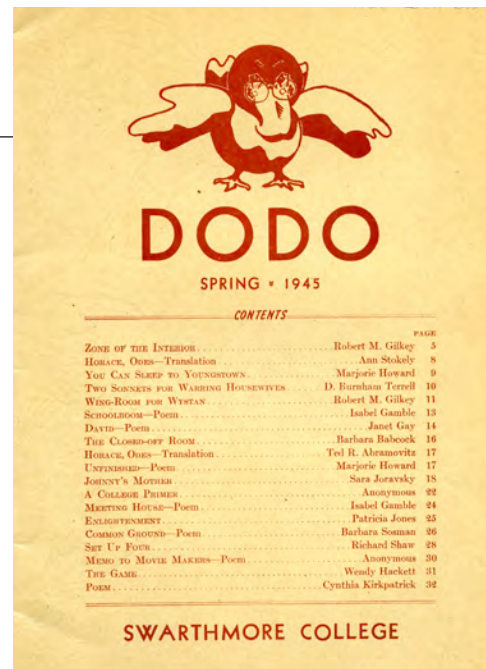 DODO
SPRING * 1945
CONTENTS
PAGE
ZONE OF THE INTERIOR Robert M. Gilkey 5
HORACE, ODES—Translation Ann Stokely 8
YOU CAN SLEEP TO YOUNGSTOWN Marjorie Howard 9
TWO SONNETS FOR WARRING HOUSEWIVES D. Burnham Terrell 10
WING-ROOM FOR WYSTAN Robert M. Gilkey 11
SCHOOLROOM—Poem Isabel Gamble 13
DAVID—Poem Janet Gay 14
THE CLOSED-OFF ROOM Barbara Babcock 16
HORACE, ODES—Translation Ted R. Abramovitz 17
UNFINISHED—Poem Marjorie Howard 17
JOHNNY'S MOTHER Sara Joravsky 18
A COLLEGE PRIMER Anonymous 22
MEETING HOUSE—Poem Isabel Gamble 24
ENLIGHTENMENT Patricia Jones 25
COMMON GROUND—Poem Barbara Sosman 26
SET UP FOUR Richard Shaw 28
MEMO TO MOVIE MAKERS—Poem Anonymous 30
THE GAME Wendy Hackett 31
POEM Cynthia Kirkpatrick 32
SWARTHMORE COLLEGE